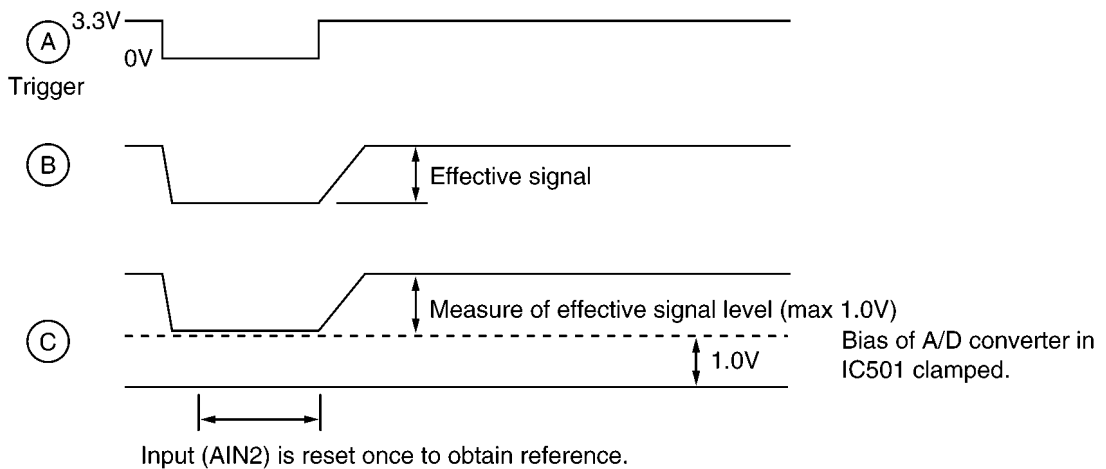 3.3V
A
0V
Trigger
B
Effective signal
Measure of effective signal level (max 1.0V)
C
1.0V
Bias of A/D converter in
IC501 clamped.
Input (AIN2) is reset once to obtain reference.